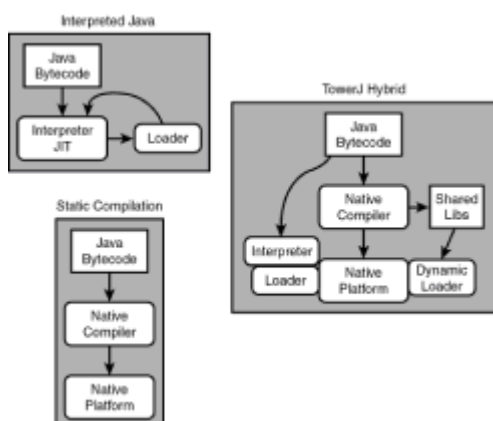 Interpreted Java
Java
Bytecode
Interpreter
JIT
Loader
Static Compilation
Java
Bytecode
Native
Compiler
Native
Platform
TowerJ Hybrid
Java
Bytecode
Native
Compiler
Shared
Libs
Interpreter
Loader
Native
Platform
Dynamic
Loader